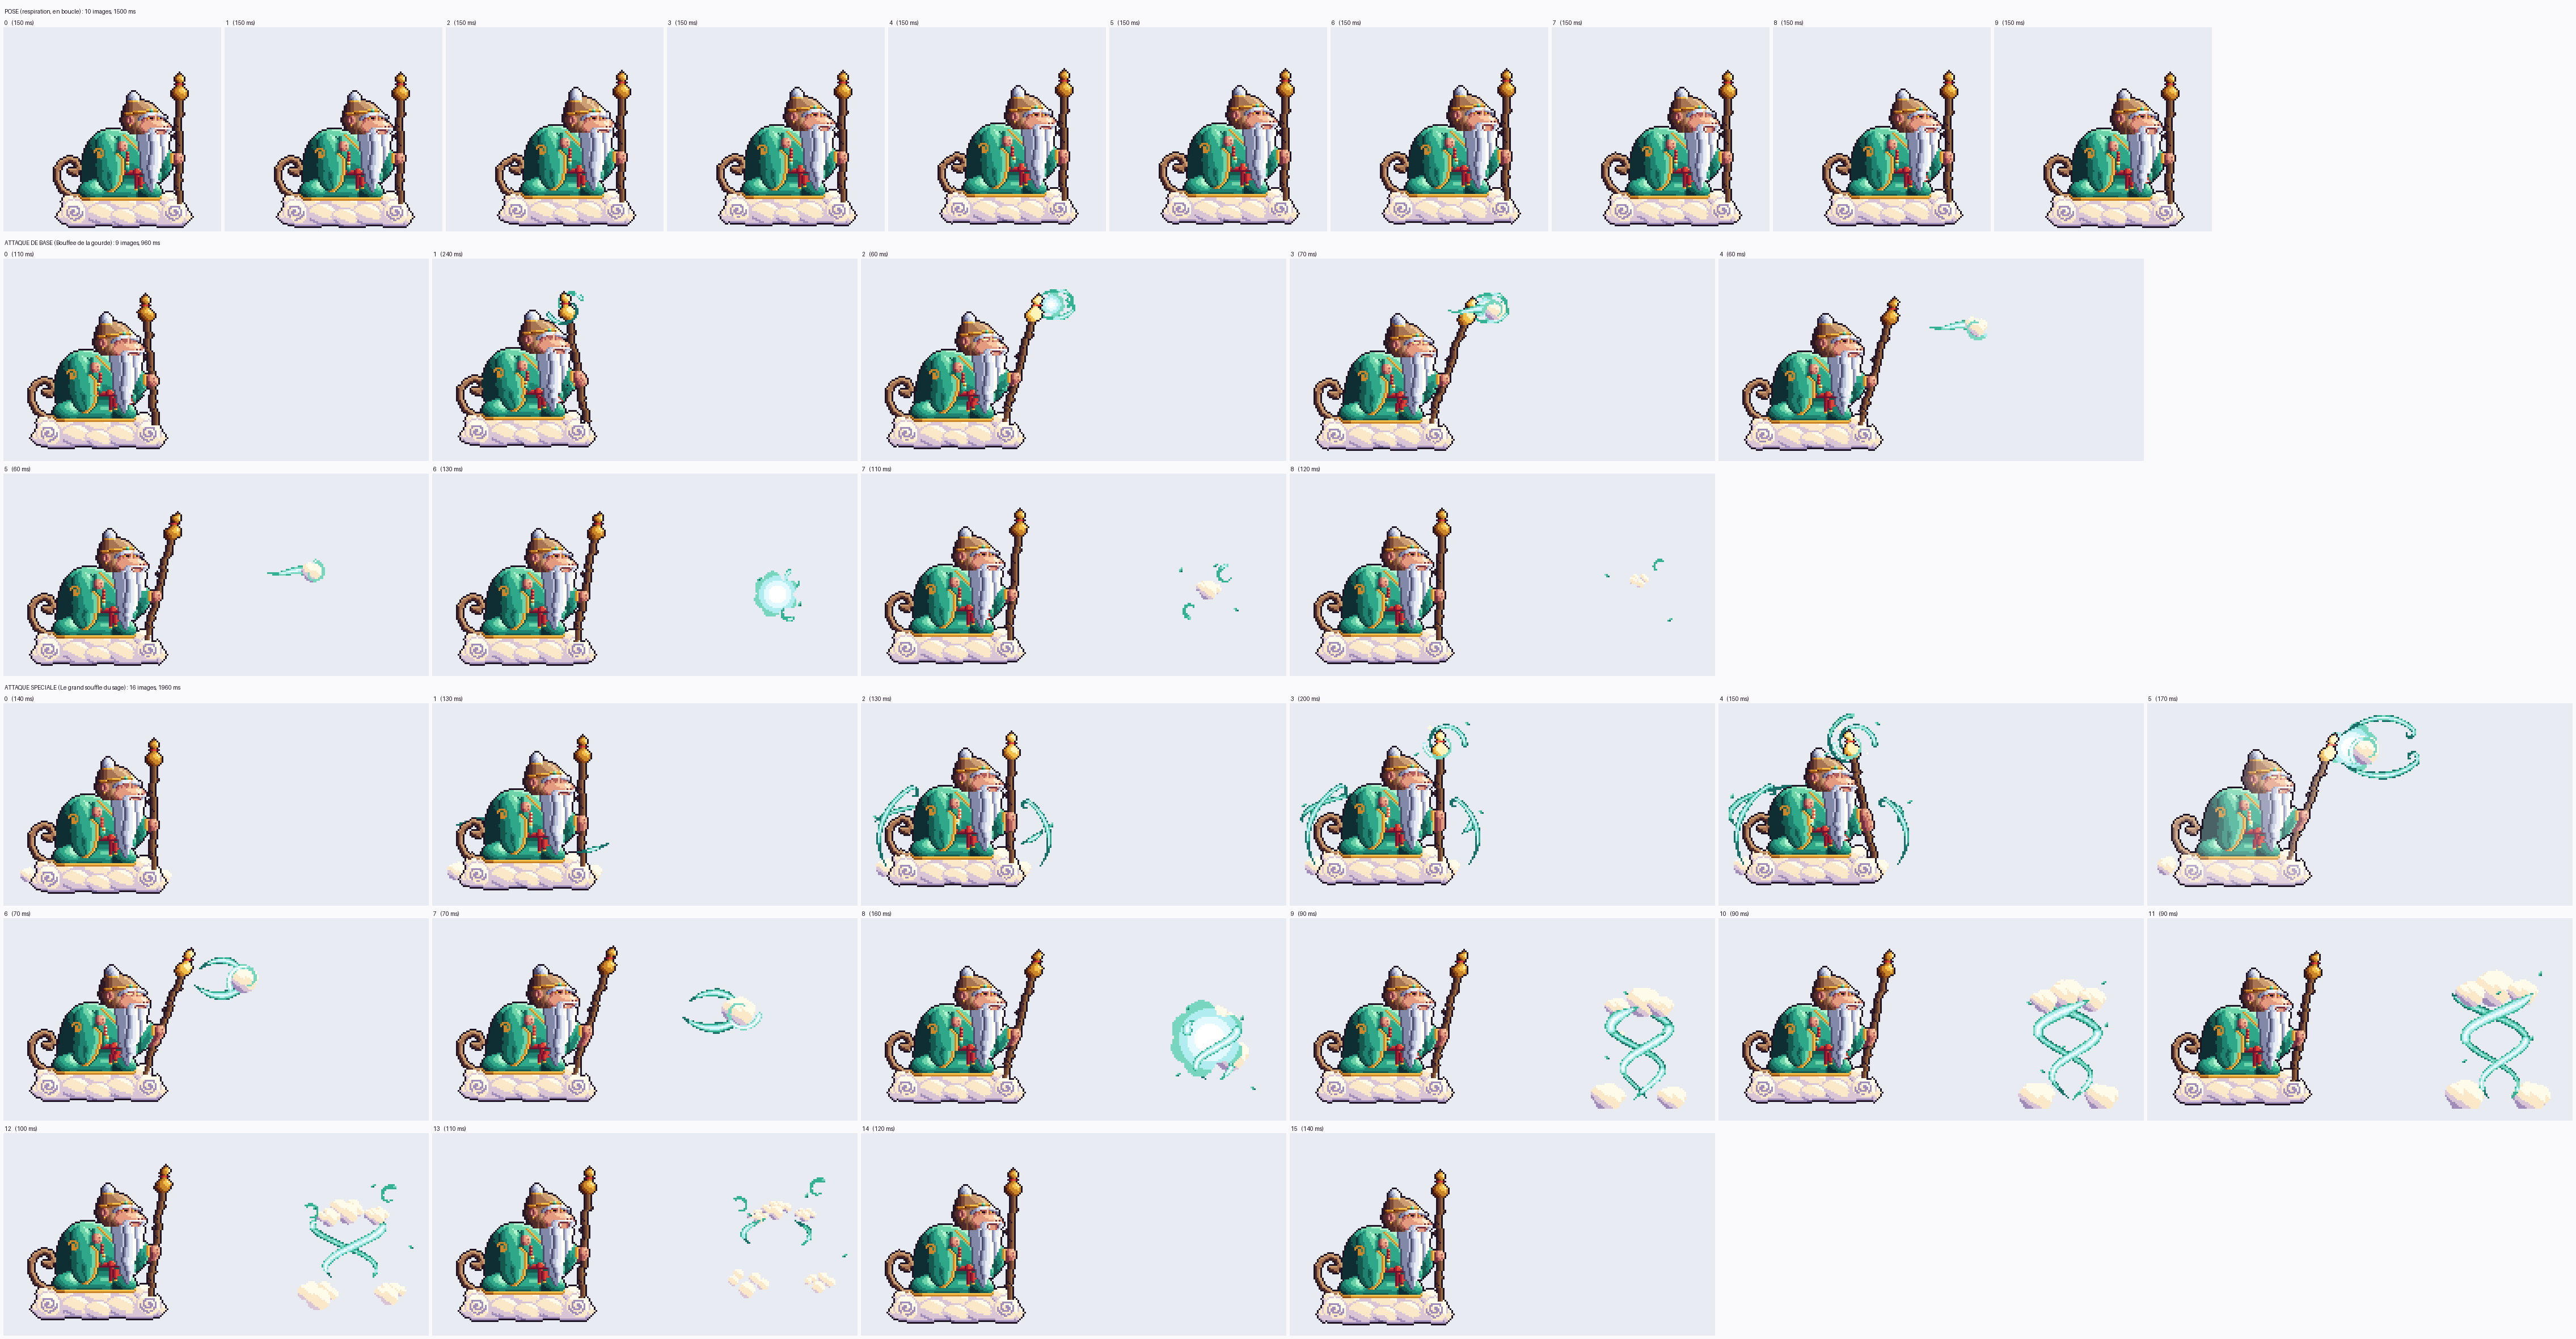 POSE (respiration, en boucle) : 10 images, 1500 ms
0 (150 ms) 1 (150 ms) 2 (150 ms) 3 (150 ms) 4 (150 ms) 5 (150 ms) 6 (150 ms) 7 (150 ms) 8 (150 ms) 9 (150 ms)
ATTAQUE DE BASE (Bouffee de la gourde) : 9 images, 960 ms
0 (110 ms) 1 (240 ms) 2 (60 ms) 3 (70 ms) 4 (60 ms)
5 (60 ms) 6 (130 ms) 7 (110 ms) 8 (120 ms)
ATTAQUE SPECIALE (Le grand souffle du sage) : 16 images, 1960 ms
0 (140 ms) 1 (130 ms) 2 (130 ms) 3 (200 ms) 4 (150 ms) 5 (170 ms)
6 (70 ms) 7 (70 ms) 8 (160 ms) 9 (90 ms) 10 (90 ms) 11 (90 ms)
12 (100 ms) 13 (110 ms) 14 (120 ms) 15 (140 ms)